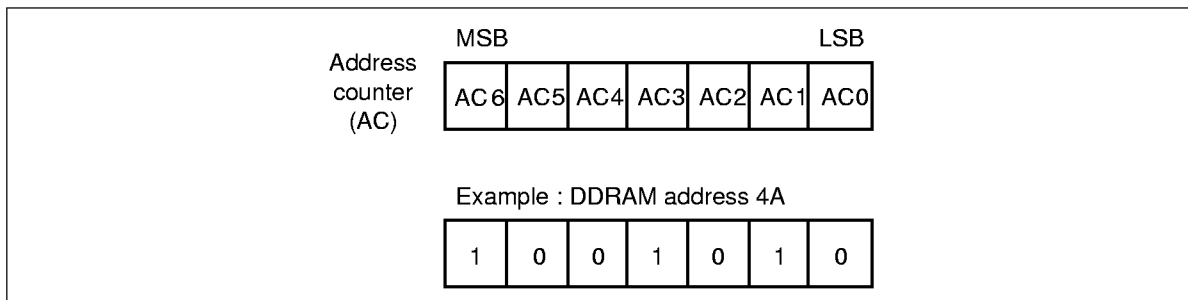 MSB LSB
Address
counter
(AC)
AC6 AC5 AC4 AC3 AC2 AC1 AC0
Example : DDRAM address 4A
1 0 0 1 0 1 0